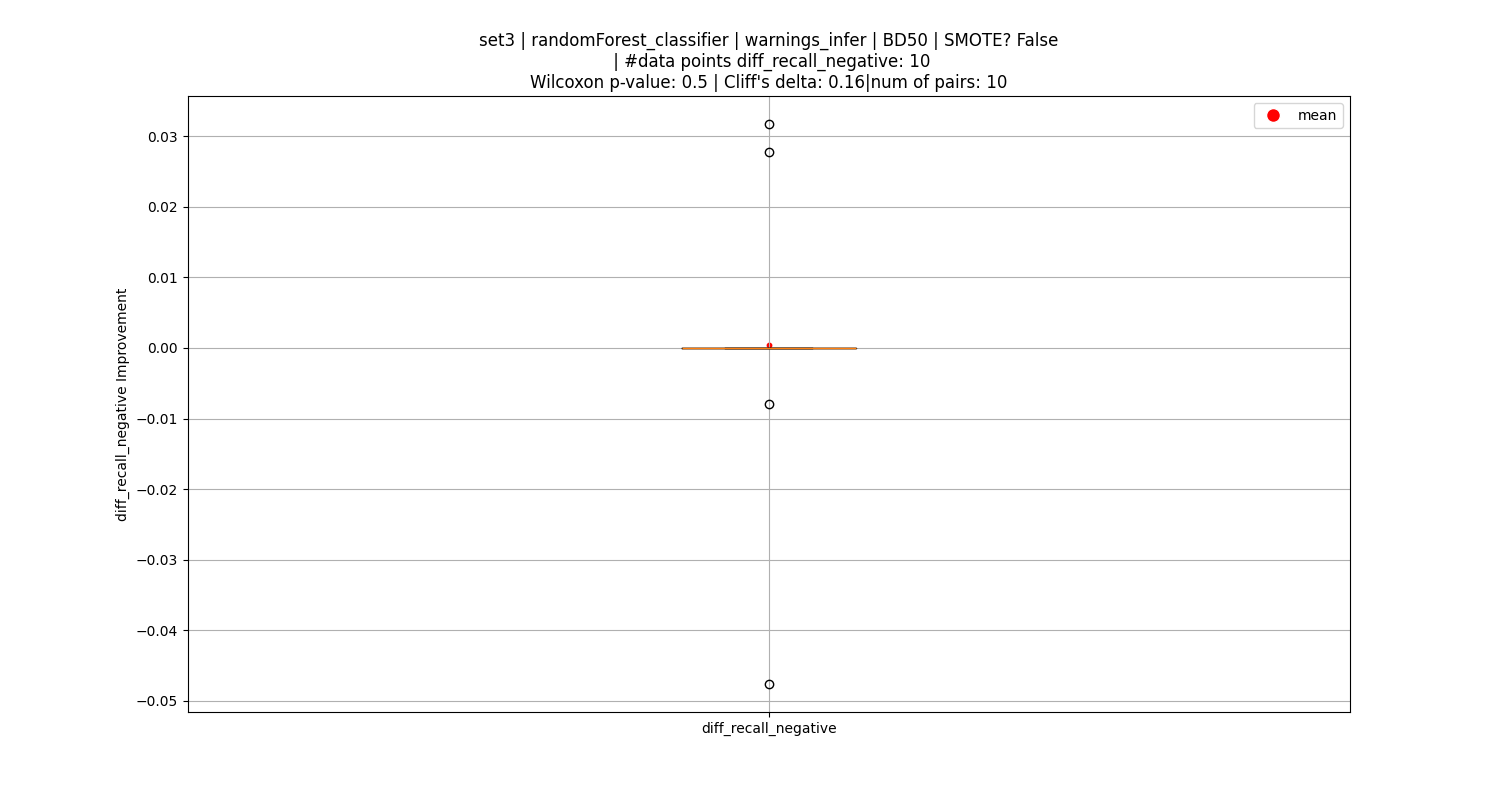 set3 | randomForest_classifier | warnings_infer | BD50 | SMOTE? False
| #data points diff_recall_negative: 10
Wilcoxon p-value: 0.5 | Cliff's delta: 0.16|num of pairs: 10
mean
0.03
0.02
0.01
0.00
−0.01
−0.02
−0.03
−0.04
−0.05
diff_recall_negative Improvement
diff_recall_negative